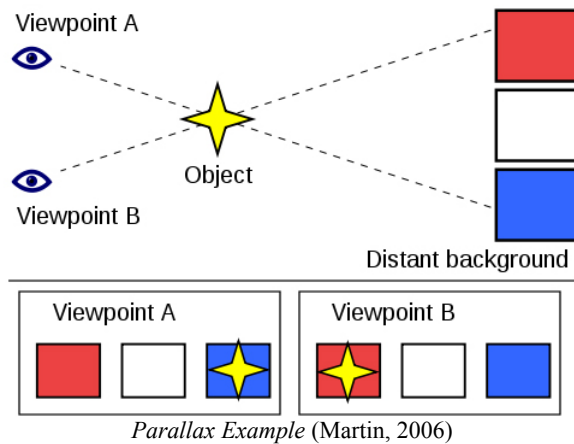 Viewpoint A
Object
Viewpoint B
Distant background
Viewpoint A
Viewpoint B
Parallax Example (Martin, 2006)